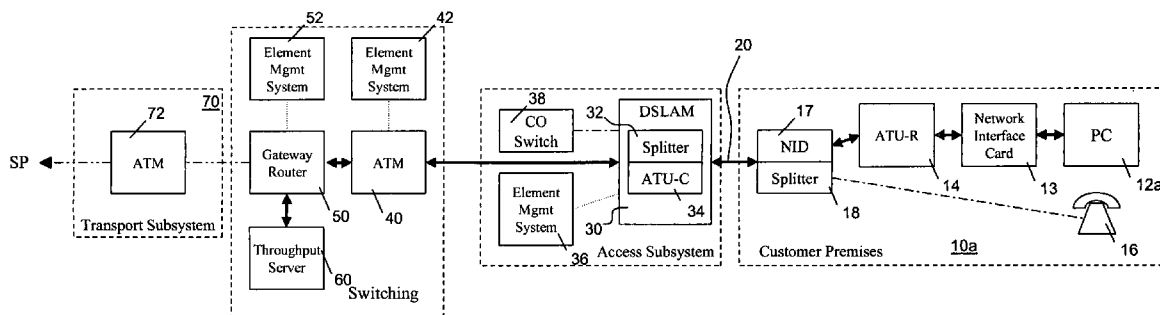 52
Element
Mgmt
System
42
Element
Mgmt
System
70
72
ATM
SP
Transport Subsystem
Gateway
Router
50
ATM
40
Throughput
Server
60
Switching
38
CO
Switch
DSLAM
32
Splitter
ATU-C
34
30
Element
Mgmt
System
36
Access Subsystem
20
17
NID
Splitter
18
ATU-R
14
Network
Interface
Card
13
PC
12a
16
Customer Premises
10a